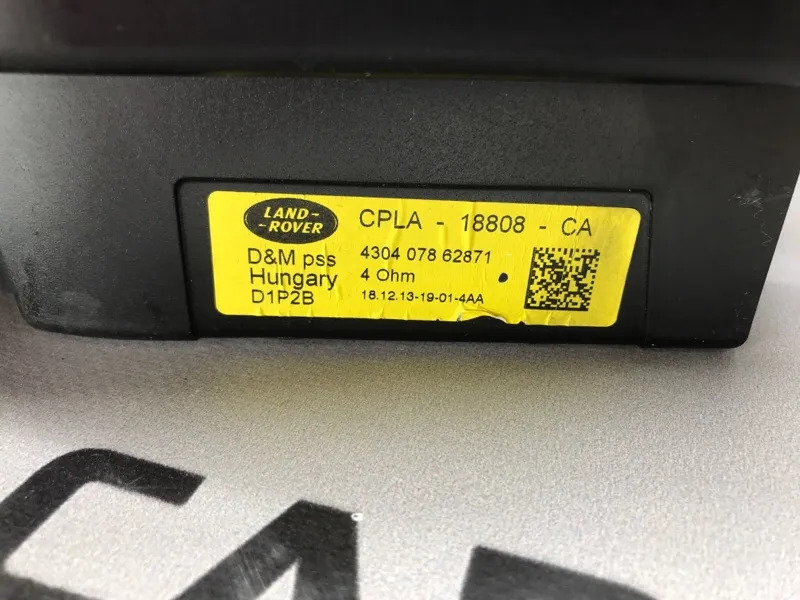 LAND-
-ROVER
CPLA - 18808 - CA
D&M pss
4304 078 62871
Hungary
4 Ohm
D1P2B
18.12.13-19-01-4AA